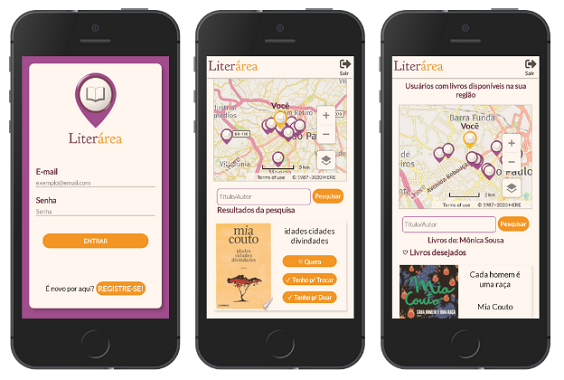 Literárea
E-mail
exemplo@email.com
Senha
Senha
ENTRAR
É novo por aqui?
REGISTRE-SE!
Literárea
Sair
Você
Terms of use
© 1987–2020 HERE
Título/Autor
Pesquisar
Resultados da pesquisa
mia
couto
idades
cidades
divindades
idades cidades
divindades
♡ Quero
✓ Tenho p/ Trocar
✓ Tenho p/ Doar
Literárea
Sair
Usuários com livros disponíveis na sua
região
Barra Funda
Você
Avenida Rebouças
2 km
Terms of use
© 1987–2020 HERE
Título/Autor
Pesquisar
Livros de: Mônica Sousa
♡ Livros desejados
Mia
Couto
CADA HOMEM É UMA RAÇA
Cada homem é
uma raça
Mia Couto